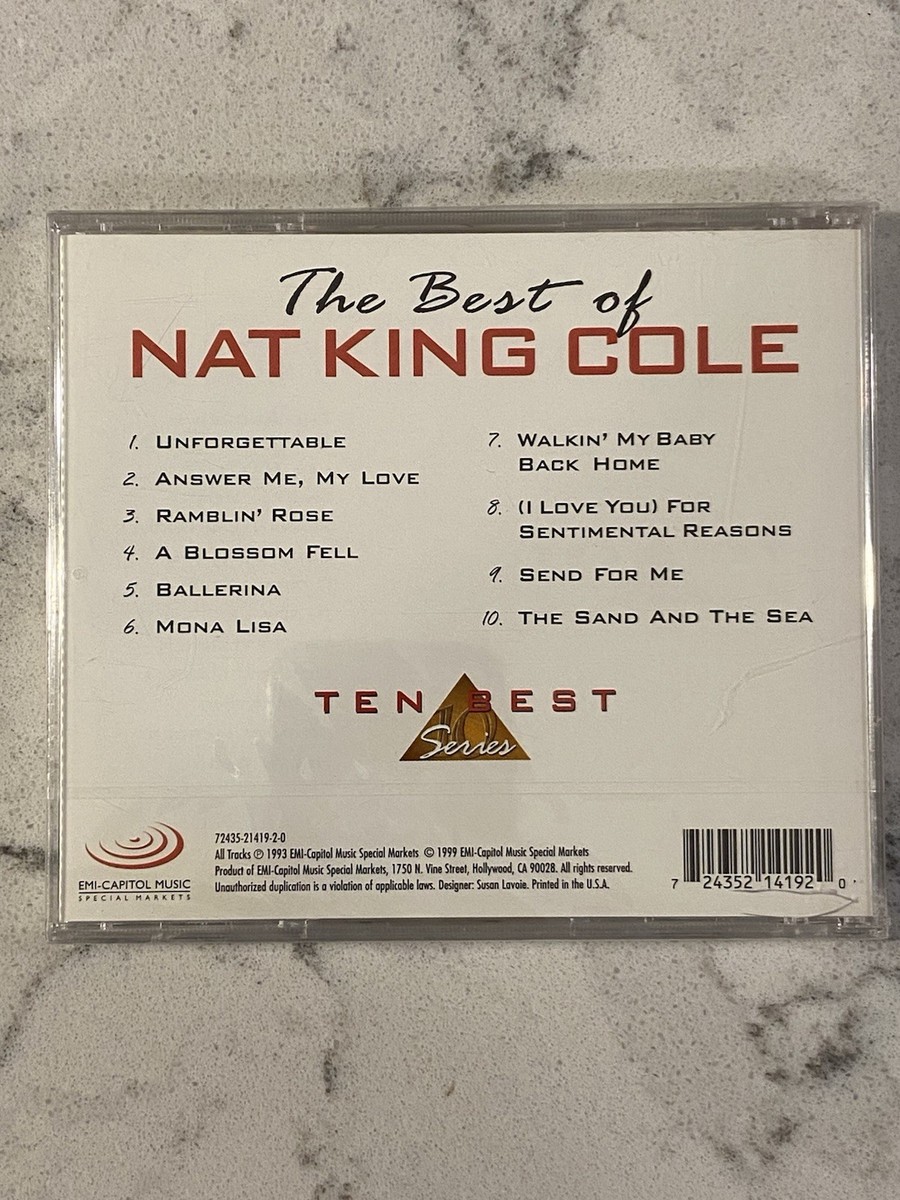 The Best of
NAT KING COLE
1. UNFORGETTABLE
2. ANSWER ME, MY LOVE
3. RAMBLIN' ROSE
4. A BLOSSOM FELL
5. BALLERINA
6. MONA LISA
7. WALKIN' MY BABY
BACK HOME
8. (I LOVE YOU) FOR
SENTIMENTAL REASONS
9. SEND FOR ME
10. THE SAND AND THE SEA
TEN BEST
10
Series
EMI-CAPITOL MUSIC
SPECIAL MARKETS
72435-21419-2-0
All Tracks ℗ 1993 EMI-Capitol Music Special Markets © 1999 EMI-Capitol Music Special Markets
Product of EMI-Capitol Music Special Markets, 1750 N. Vine Street, Hollywood, CA 90028. All rights reserved.
Unauthorized duplication is a violation of applicable laws. Designer: Susan Lavoie. Printed in the U.S.A.
7 24352 14192 0